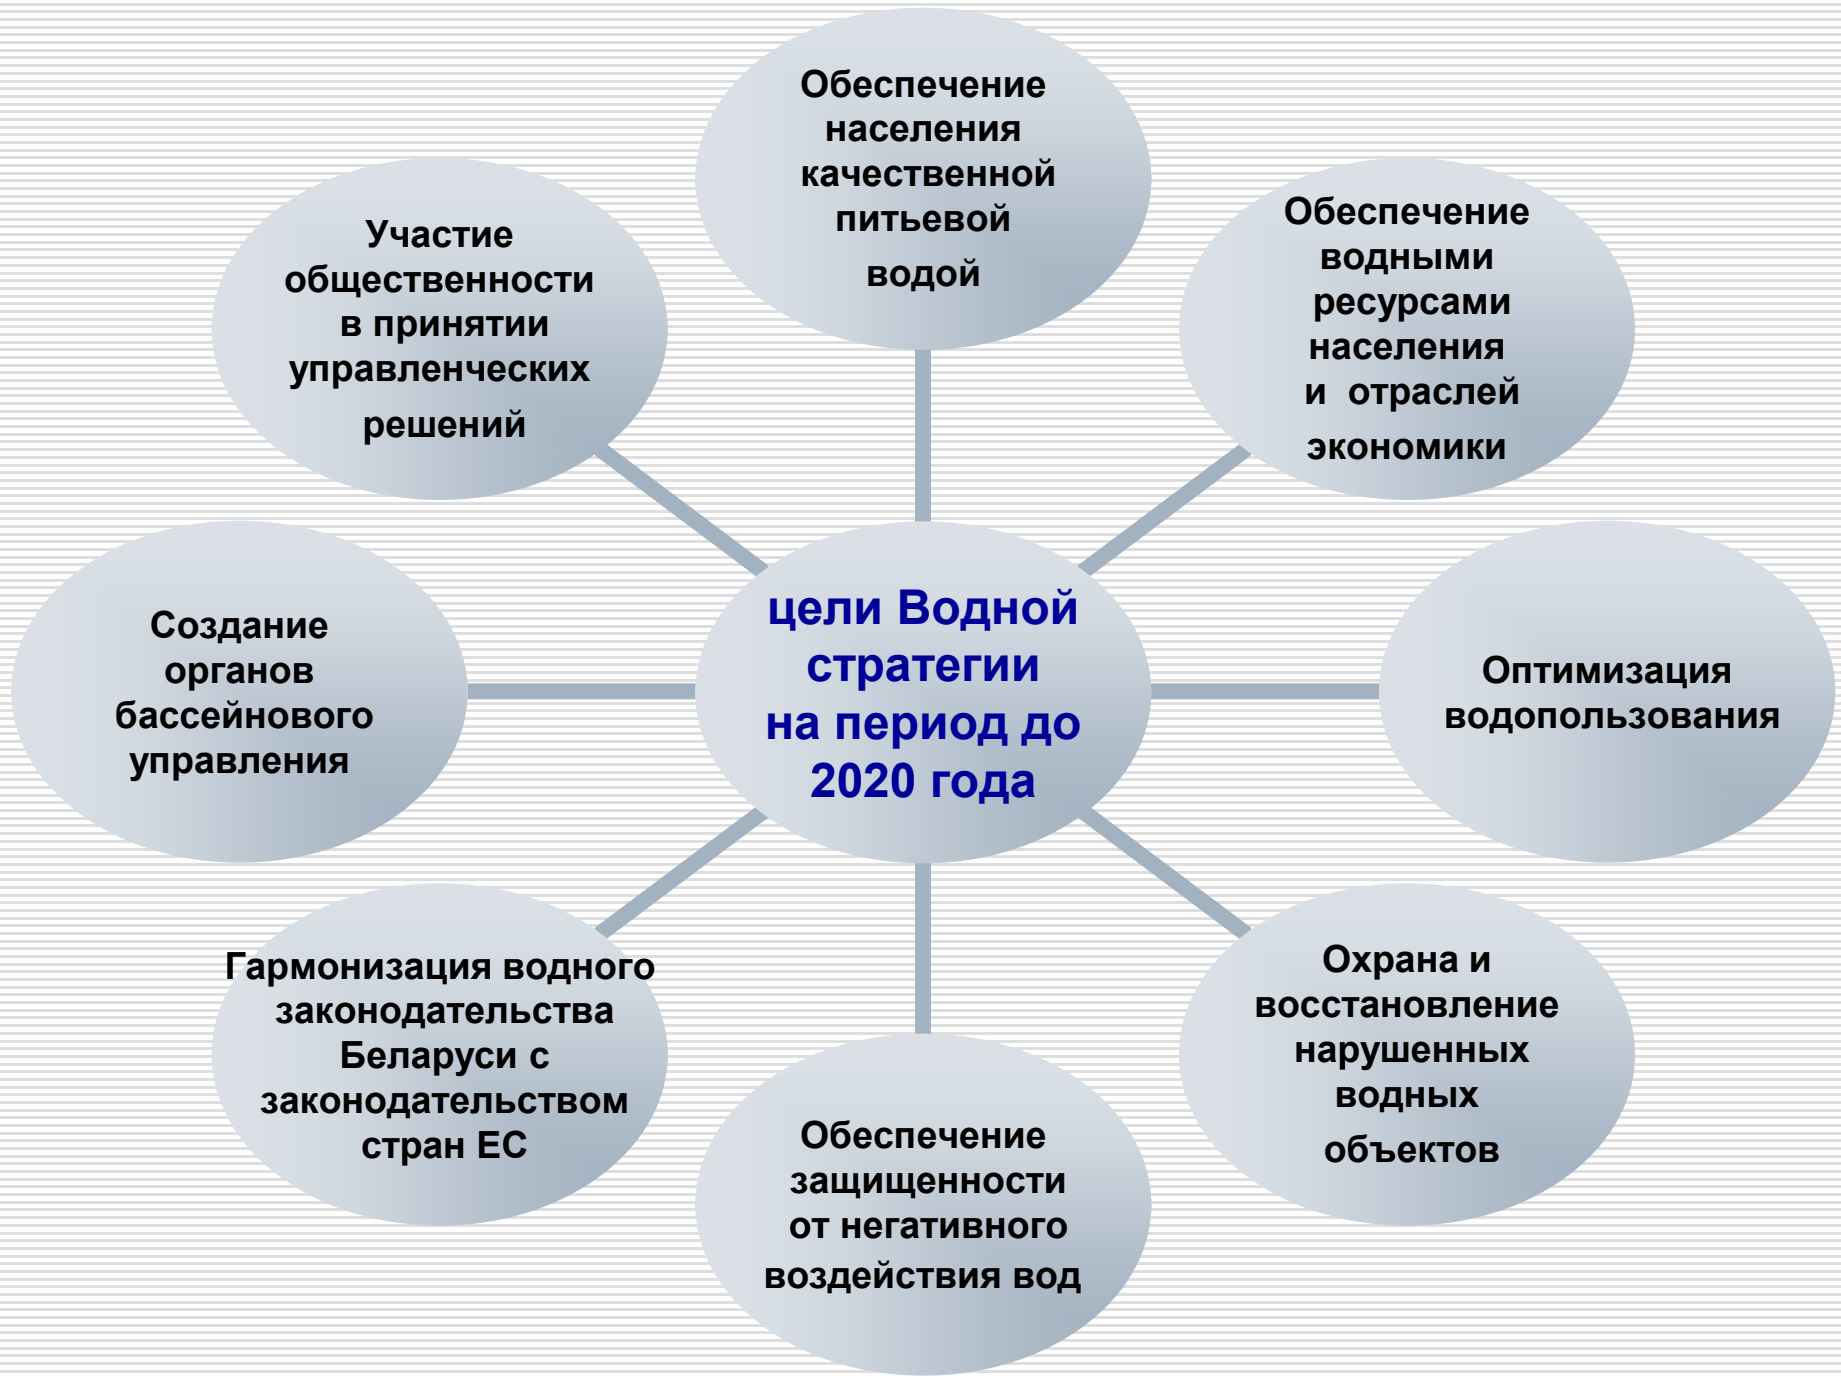 Обеспечение
населения
качественной
питьевой
водой
Обеспечение
водными
ресурсами
населения
и отраслей
экономики
Оптимизация
водопользования
Охрана и
восстановление
нарушенных
водных
объектов
Обеспечение
защищенности
от негативного
воздействия вод
Гармонизация водного
законодательства
Беларуси с
законодательством
стран ЕС
Создание
органов
бассейнового
управления
Участие
общественности
в принятии
управленческих
решений
цели Водной
стратегии
на период до
2020 года